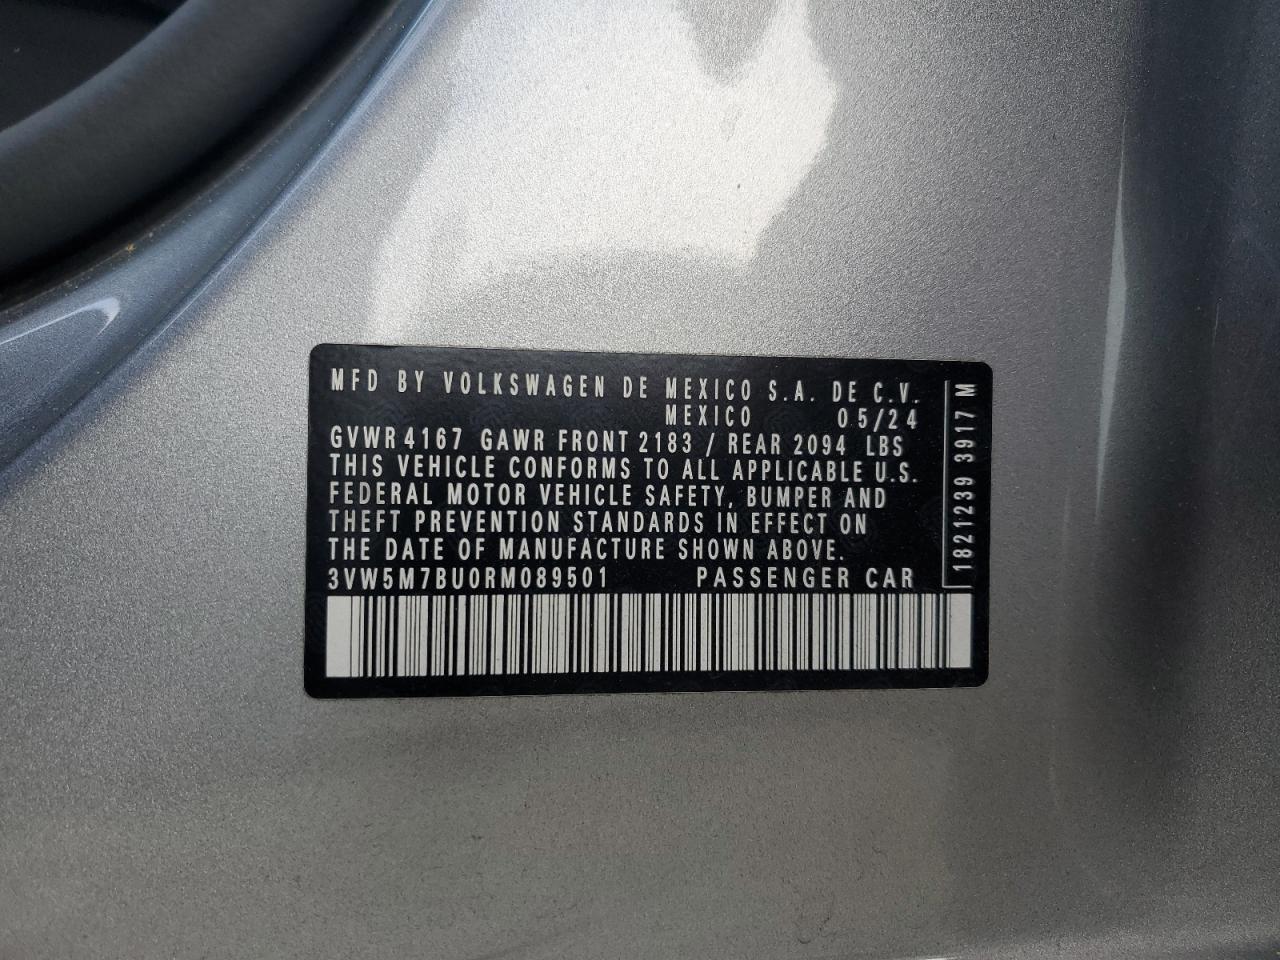 MFD BY VOLKSWAGEN DE MEXICO S.A. DE C.V.
MEXICO 05/24
GVWR 4167 GAWR FRONT 2183 / REAR 2094 LBS
THIS VEHICLE CONFORMS TO ALL APPLICABLE U.S.
FEDERAL MOTOR VEHICLE SAFETY, BUMPER AND
THEFT PREVENTION STANDARDS IN EFFECT ON
THE DATE OF MANUFACTURE SHOWN ABOVE.
3VW5M7BU0RM089501 PASSENGER CAR
1821239 3917 M